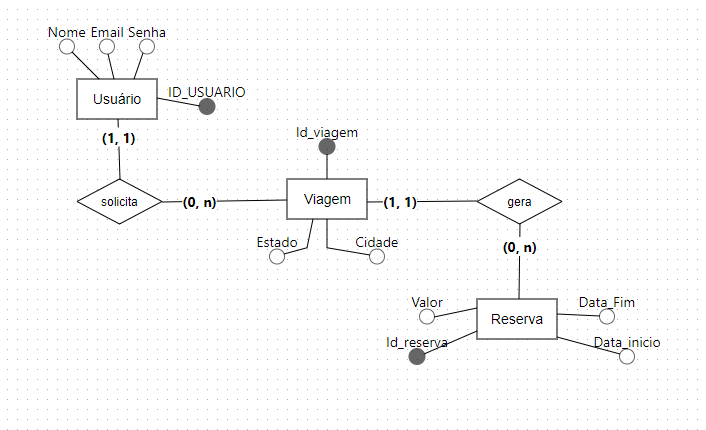 Nome Email Senha
Usuário
ID_USUARIO
(1, 1)
Id_viagem
solicita
(0, n)
Viagem
(1, 1)
gera
Estado
Cidade
(0, n)
Valor
Data_Fim
Reserva
Id_reserva
Data_inicio